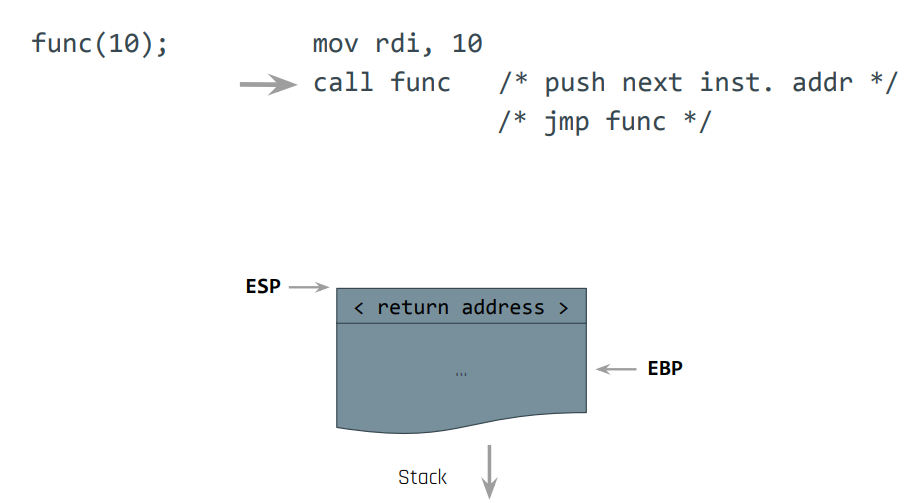 func(10); mov rdi, 10
call func /* push next inst. addr */
/* jmp func */
ESP
< return address >
...
EBP
Stack